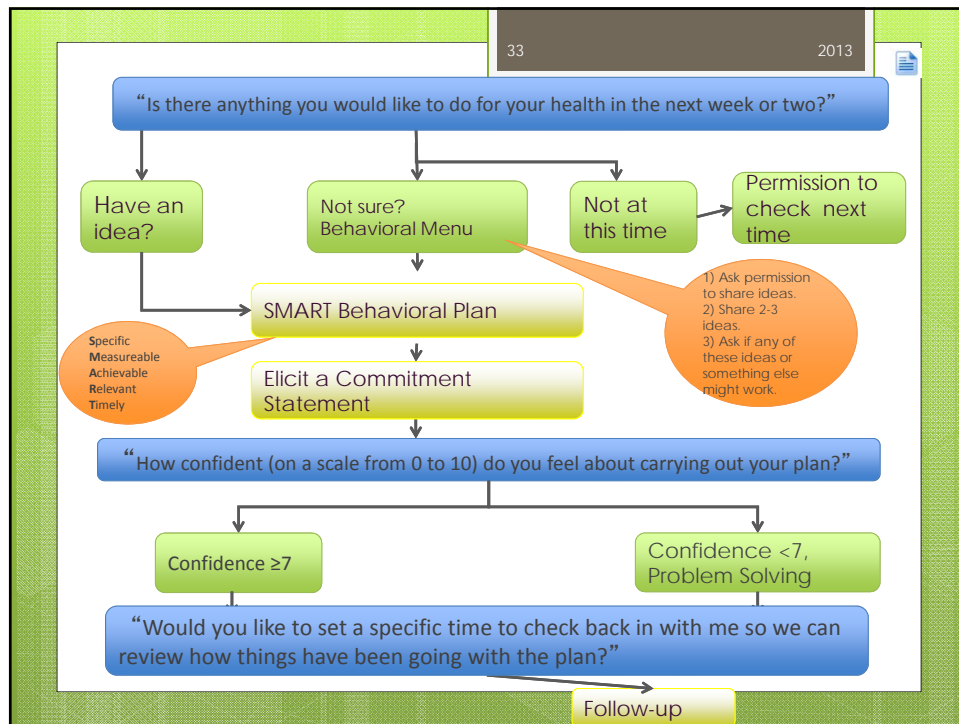 33 2013
“Is there anything you would like to do for your health in the next week or two?”
Have an
idea?
Not sure?
Behavioral Menu
Not at
this time
Permission to
check next
time
1) Ask permission
to share ideas.
2) Share 2-3
ideas.
3) Ask if any of
these ideas or
something else
might work.
SMART Behavioral Plan
Specific
Measureable
Achievable
Relevant
Timely
Elicit a Commitment
Statement
“How confident (on a scale from 0 to 10) do you feel about carrying out your plan?”
Confidence ≥7
Confidence <7,
Problem Solving
“Would you like to set a specific time to check back in with me so we can
review how things have been going with the plan?”
Follow-up